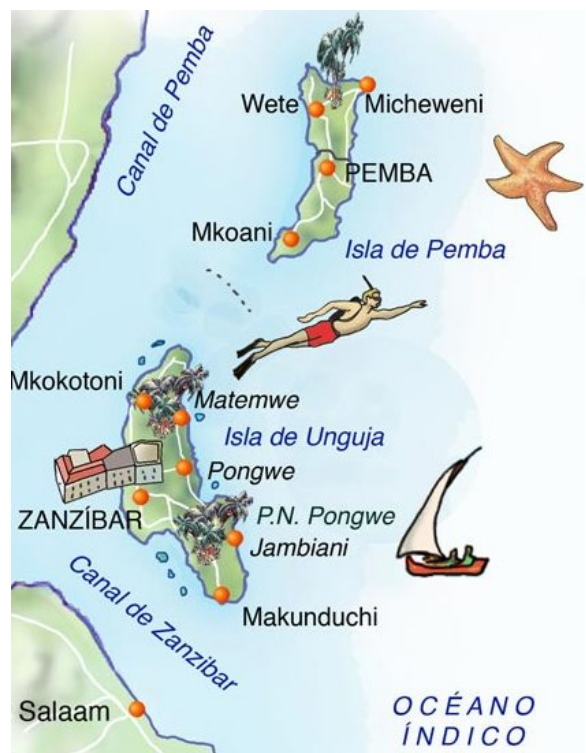 Canal de Pemba
Wete
Micheweni
PEMBA
Mkoani
Isla de Pemba
Mkokotoni
Matemwe
Isla de Unguja
Pongwe
ZANZÍBAR
P.N. Pongwe
Jambiani
Canal de Zanzibar
Makunduchi
Salaam
OCÉANO
ÍNDICO